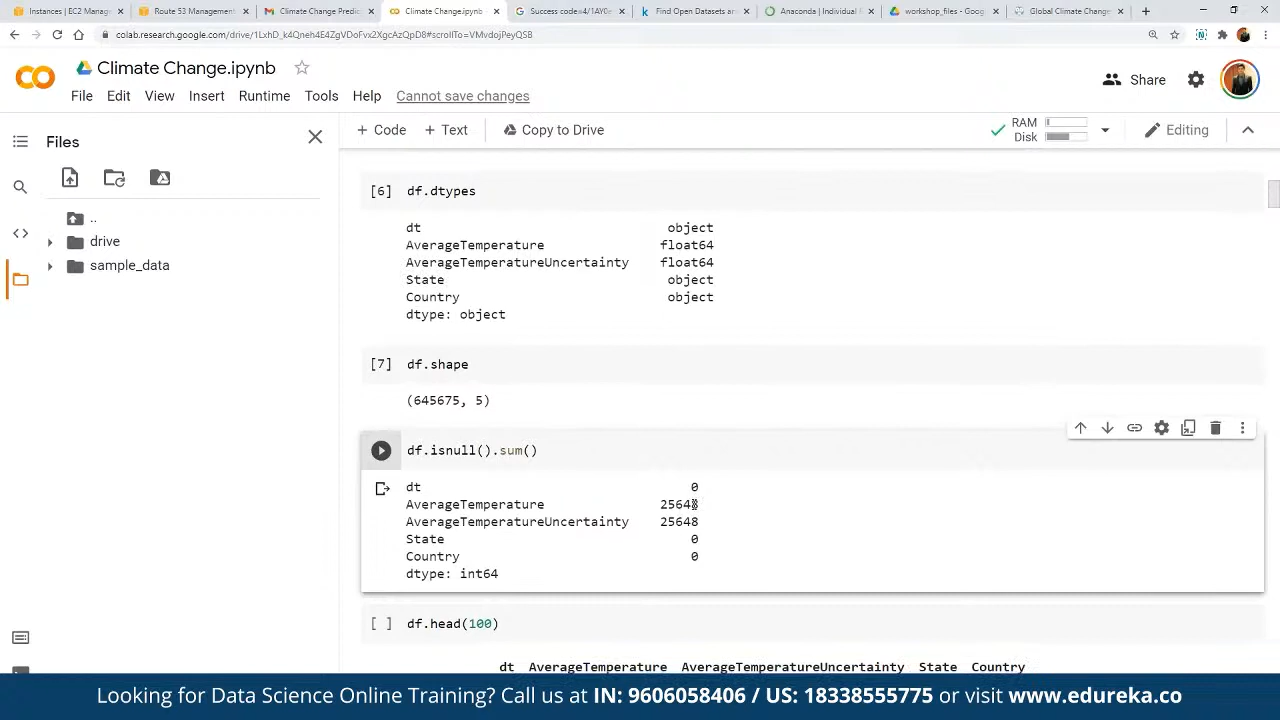 Instances | EC2 Manag
Route 53 Management
Climate Change Predic
Climate Change.ipynb
Success code=4/1AY0e
Find Open Datasets and
Anaconda | Individual
workshop_files - Goog
Global Climate Change
colab.research.google.com/drive/1LxhD_k4Qneh4E4ZgVDoFvx2XgcAzQpD8#scrollTo=VMvdojPeyQSB
Climate Change.ipynb
Share
File Edit View Insert Runtime Tools Help Cannot save changes
+ Code + Text Copy to Drive
RAM
Disk
Editing
Files
..
drive
sample_data
[6] df.dtypes
dt object
AverageTemperature float64
AverageTemperatureUncertainty float64
State object
Country object
dtype: object
[7] df.shape
(645675, 5)
df.isnull().sum()
dt 0
AverageTemperature 25648
AverageTemperatureUncertainty 25648
State 0
Country 0
dtype: int64
[ ] df.head(100)
dt AverageTemperature AverageTemperatureUncertainty State Country
Looking for Data Science Online Training? Call us at IN: 9606058406 / US: 18338555775 or visit www.edureka.co